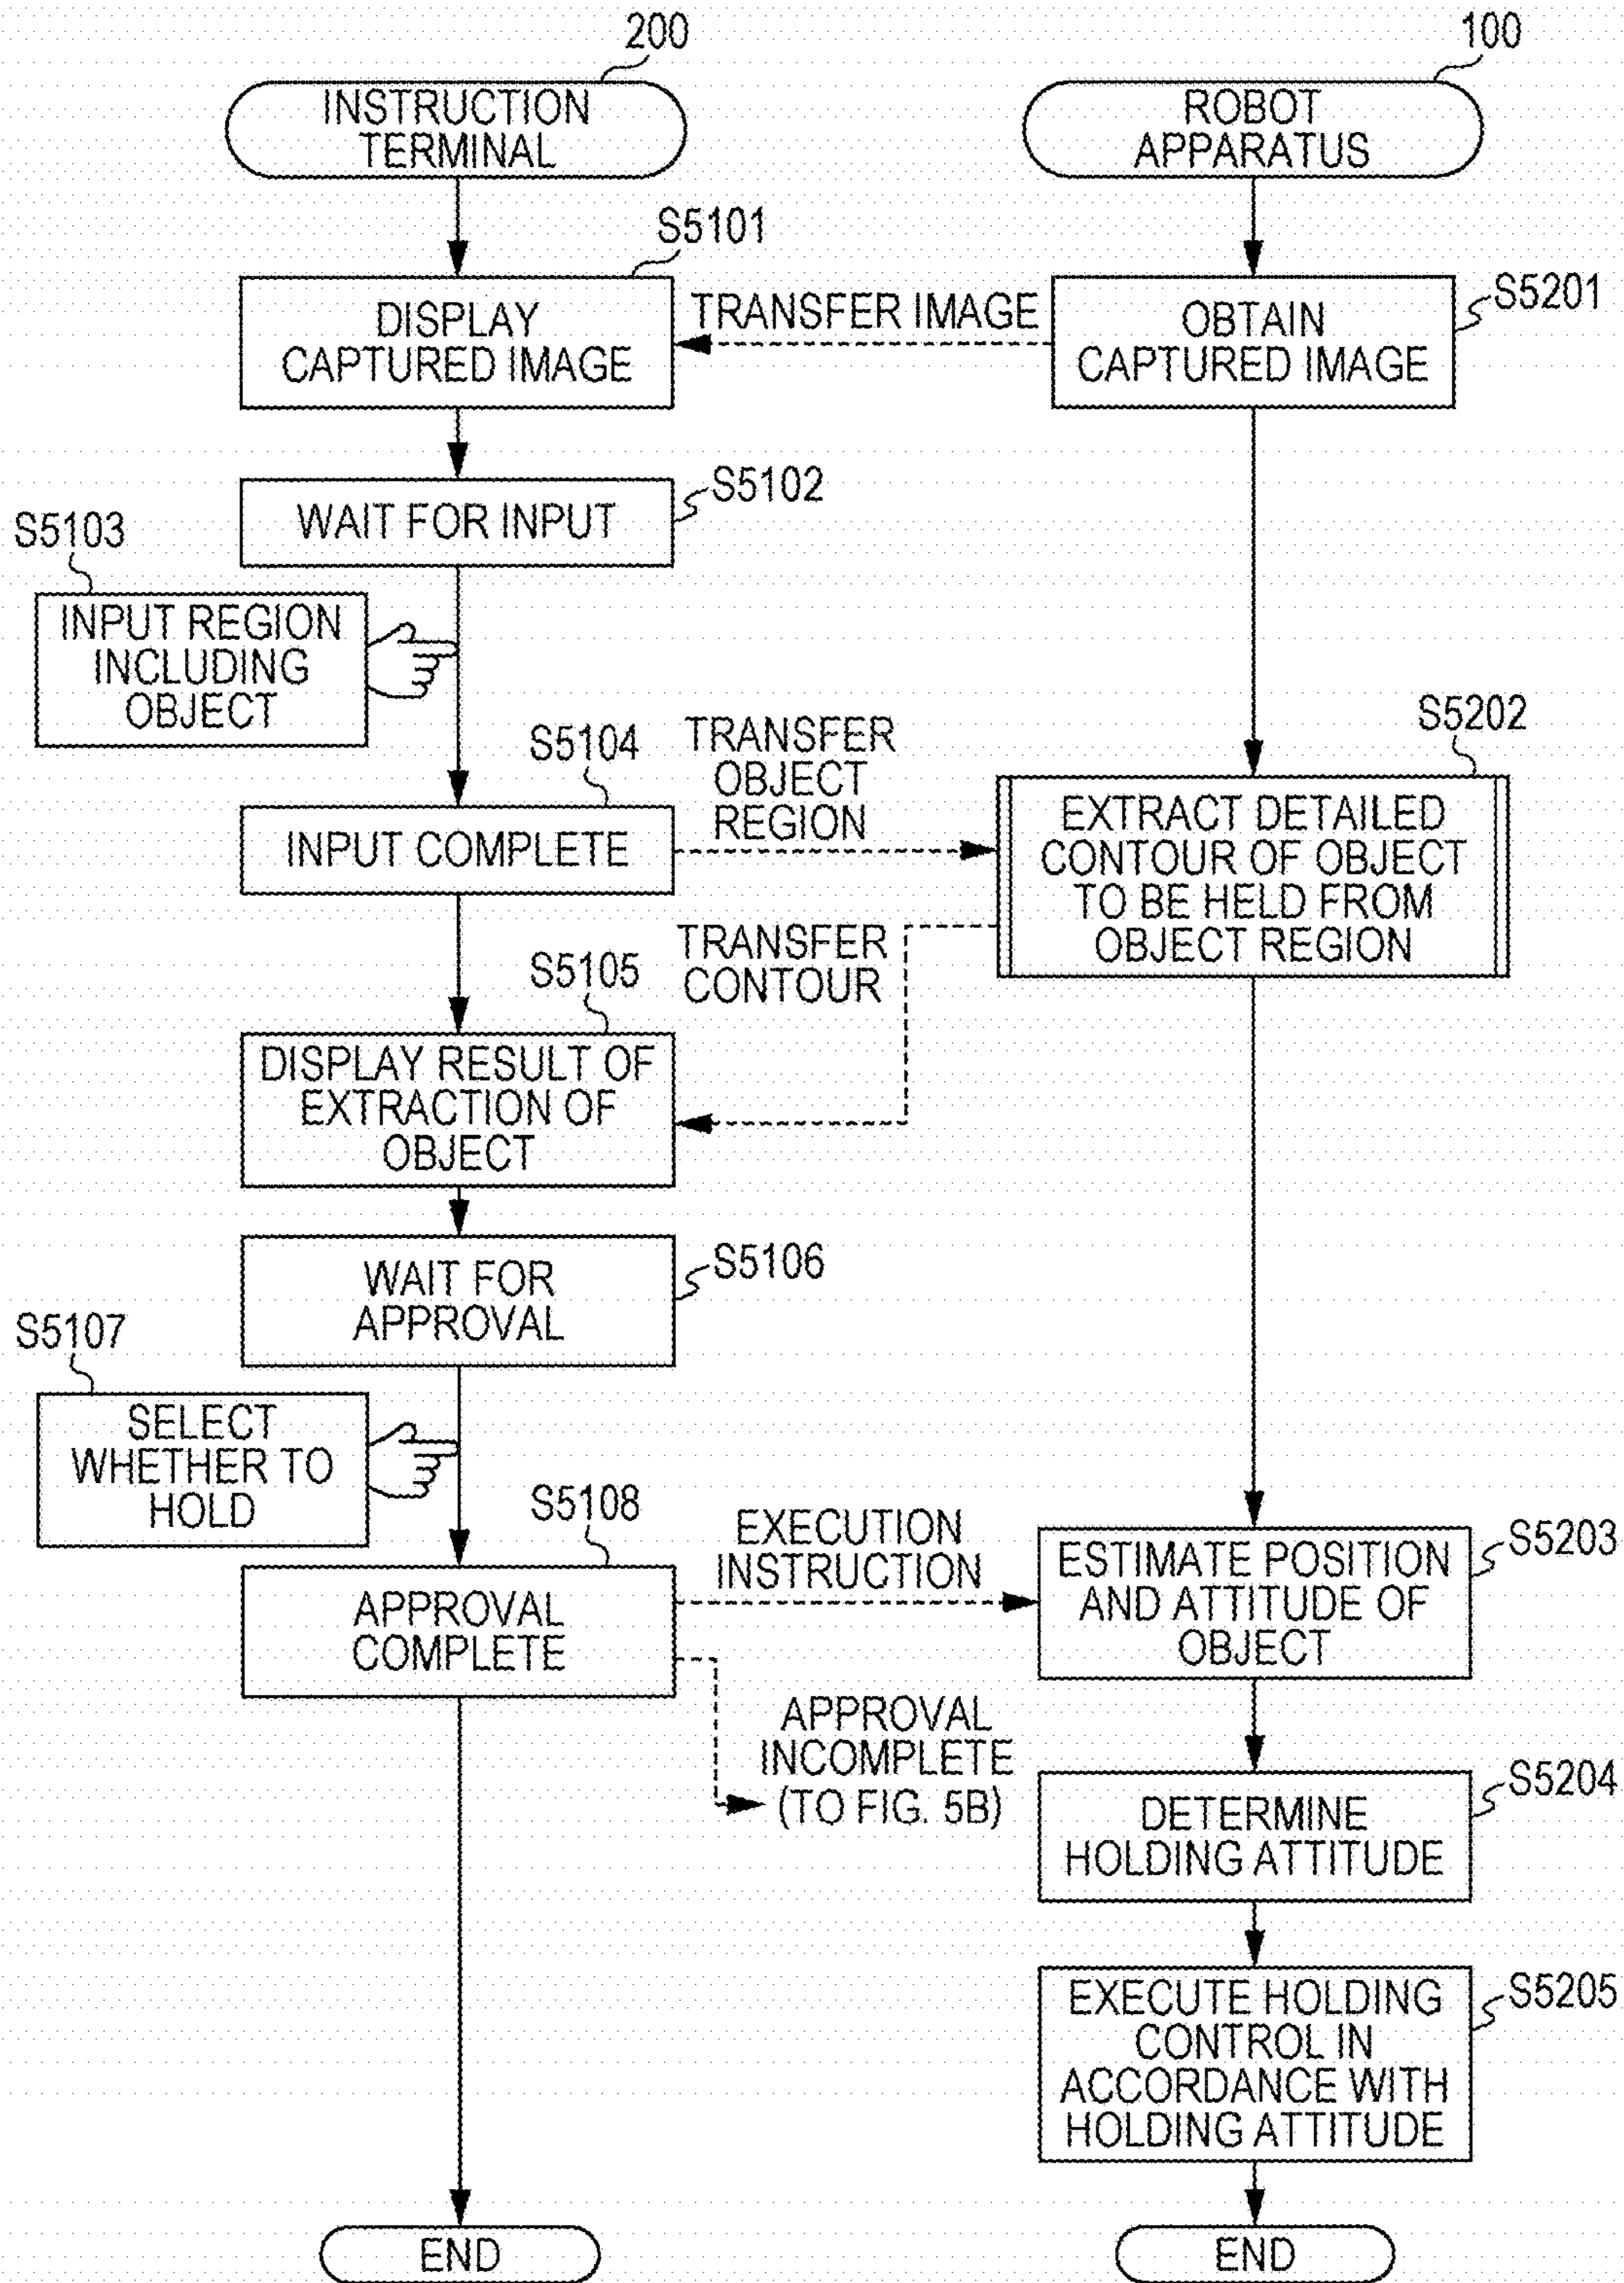 200
INSTRUCTION
TERMINAL
100
ROBOT
APPARATUS
S5101
DISPLAY
CAPTURED IMAGE
TRANSFER IMAGE
S5201
OBTAIN
CAPTURED IMAGE
S5102
WAIT FOR INPUT
S5103
INPUT REGION
INCLUDING
OBJECT
S5104
INPUT COMPLETE
TRANSFER
OBJECT
REGION
S5202
EXTRACT DETAILED
CONTOUR OF OBJECT
TO BE HELD FROM
OBJECT REGION
TRANSFER
CONTOUR
S5105
DISPLAY RESULT OF
EXTRACTION OF
OBJECT
S5106
WAIT FOR
APPROVAL
S5107
SELECT
WHETHER TO
HOLD
S5108
APPROVAL
COMPLETE
EXECUTION
INSTRUCTION
S5203
ESTIMATE POSITION
AND ATTITUDE OF
OBJECT
APPROVAL
INCOMPLETE
(TO FIG. 5B)
S5204
DETERMINE
HOLDING ATTITUDE
S5205
EXECUTE HOLDING
CONTROL IN
ACCORDANCE WITH
HOLDING ATTITUDE
END
END